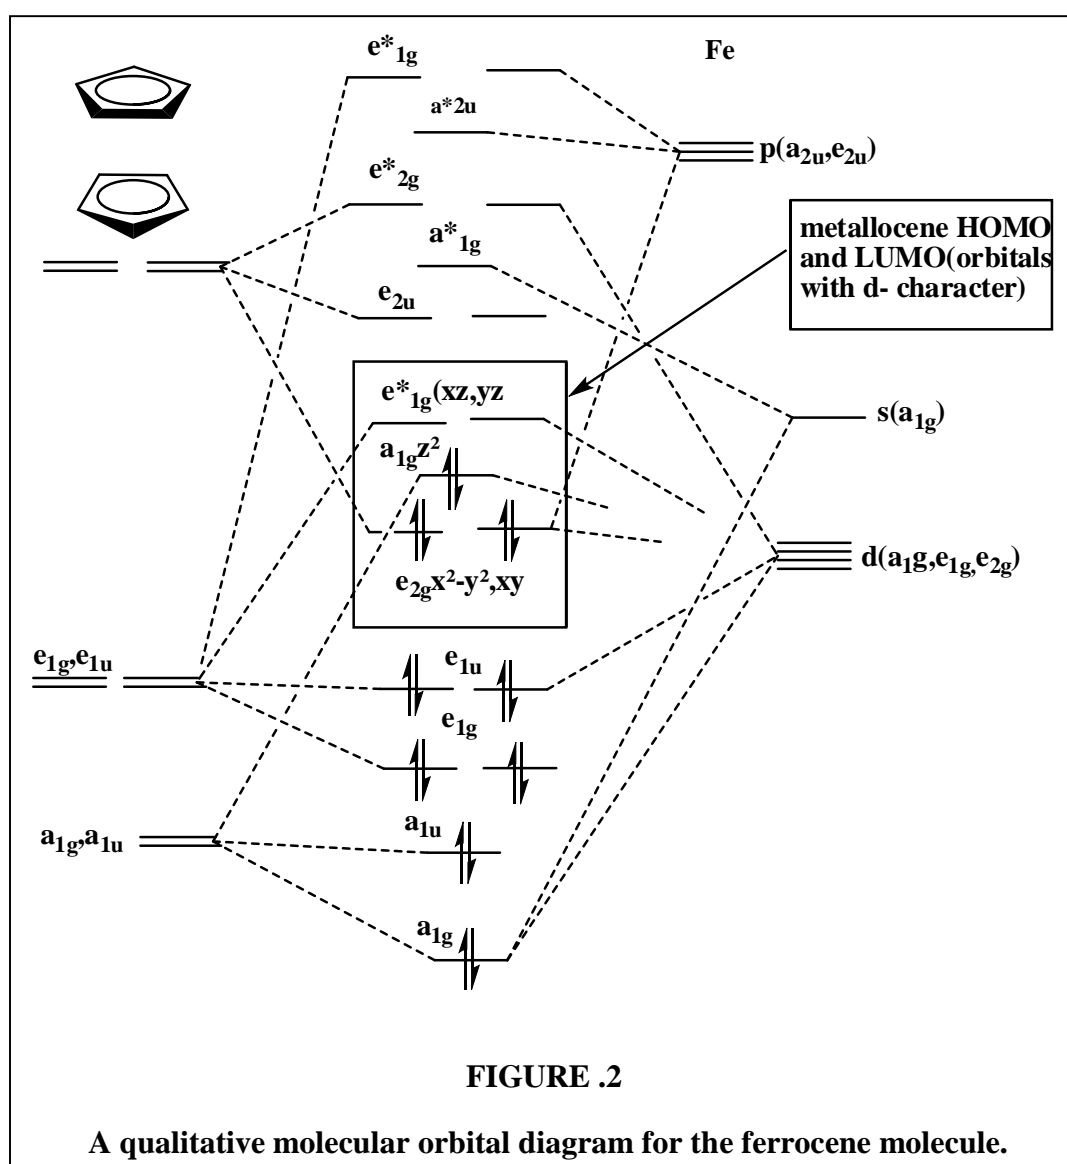 e*1g
Fe
a*2u
p(a2u,e2u)
e*2g
metallocene HOMO
and LUMO(orbitals
with d- character)
a*1g
e2u
e*1g(xz,yz
s(a1g)
a1gz²
d(a1g,e1g,e2g)
e2gx²-y²,xy
e1g,e1u
e1u
e1g
a1g,a1u
a1u
a1g
FIGURE .2
A qualitative molecular orbital diagram for the ferrocene molecule.